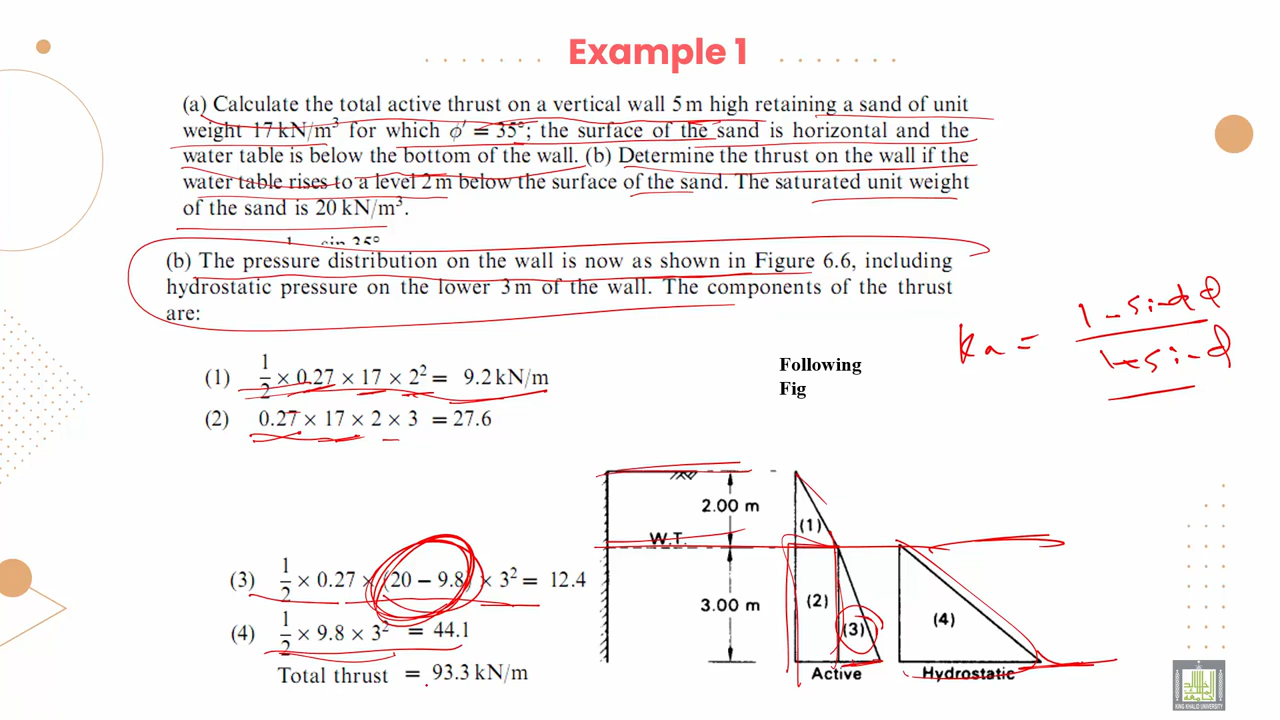 Example 1
(a) Calculate the total active thrust on a vertical wall 5 m high retaining a sand of unit
weight 17 kN/m³ for which ϕ′ = 35°; the surface of the sand is horizontal and the
water table is below the bottom of the wall. (b) Determine the thrust on the wall if the
water table rises to a level 2 m below the surface of the sand. The saturated unit weight
of the sand is 20 kN/m³.
(b) The pressure distribution on the wall is now as shown in Figure 6.6, including
hydrostatic pressure on the lower 3 m of the wall. The components of the thrust
are:
(1) 1/2 × 0.27 × 17 × 2² = 9.2 kN/m
(2) 0.27 × 17 × 2 × 3 = 27.6
(3) 1/2 × 0.27 × (20 − 9.8) × 3² = 12.4
(4) 1/2 × 9.8 × 3² = 44.1
Total thrust = 93.3 kN/m
Following
Fig
Ka =
2.00 m
W.T.
3.00 m
(1)
(2)
(3)
(4)
Active
Hydrostatic
KING KHALID UNIVERSITY